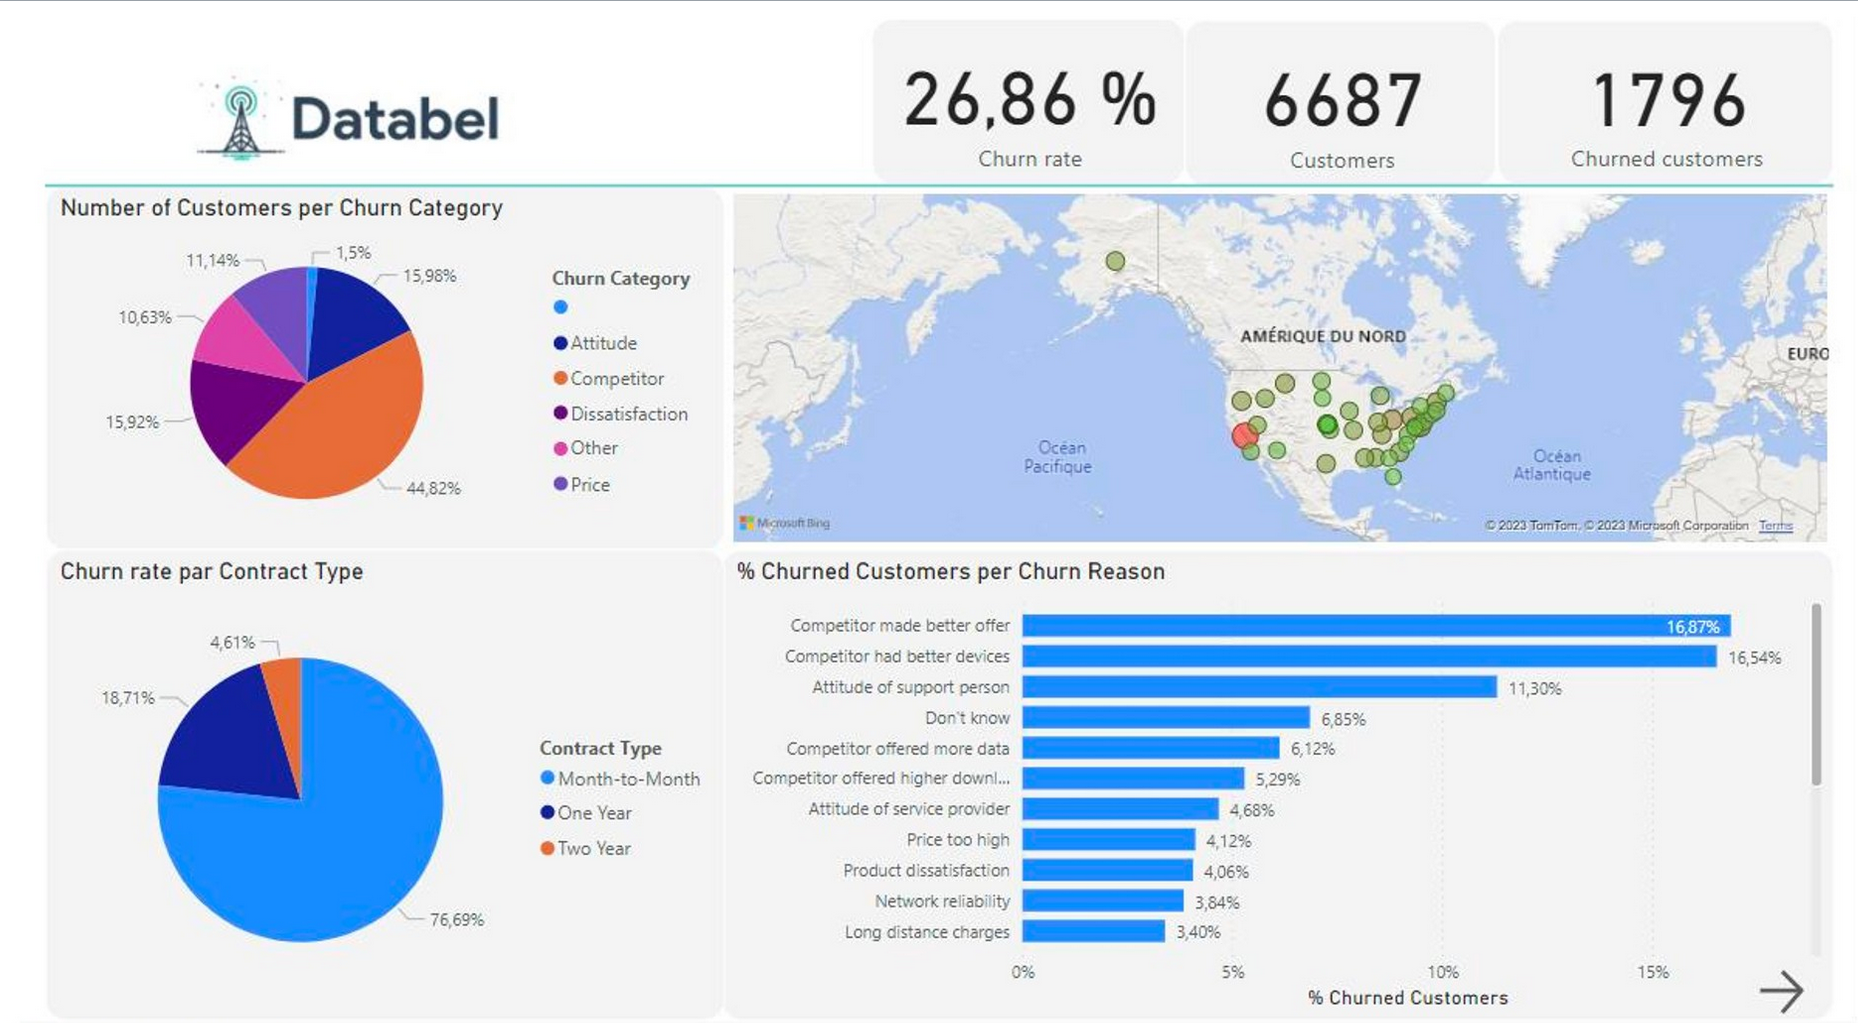 Databel
26,86 %
Churn rate
6687
Customers
1796
Churned customers
Number of Customers per Churn Category
1,5%
15,98%
44,82%
15,92%
10,63%
11,14%
Churn Category
Attitude
Competitor
Dissatisfaction
Other
Price
AMÉRIQUE DU NORD
EURO
Océan
Pacifique
Océan
Atlantique
Microsoft Bing
© 2023 TomTom, © 2023 Microsoft Corporation Terms
Churn rate par Contract Type
4,61%
18,71%
76,69%
Contract Type
Month-to-Month
One Year
Two Year
% Churned Customers per Churn Reason
Competitor made better offer 16,87%
Competitor had better devices 16,54%
Attitude of support person 11,30%
Don't know 6,85%
Competitor offered more data 6,12%
Competitor offered higher downl... 5,29%
Attitude of service provider 4,68%
Price too high 4,12%
Product dissatisfaction 4,06%
Network reliability 3,84%
Long distance charges 3,40%
0% 5% 10% 15%
% Churned Customers